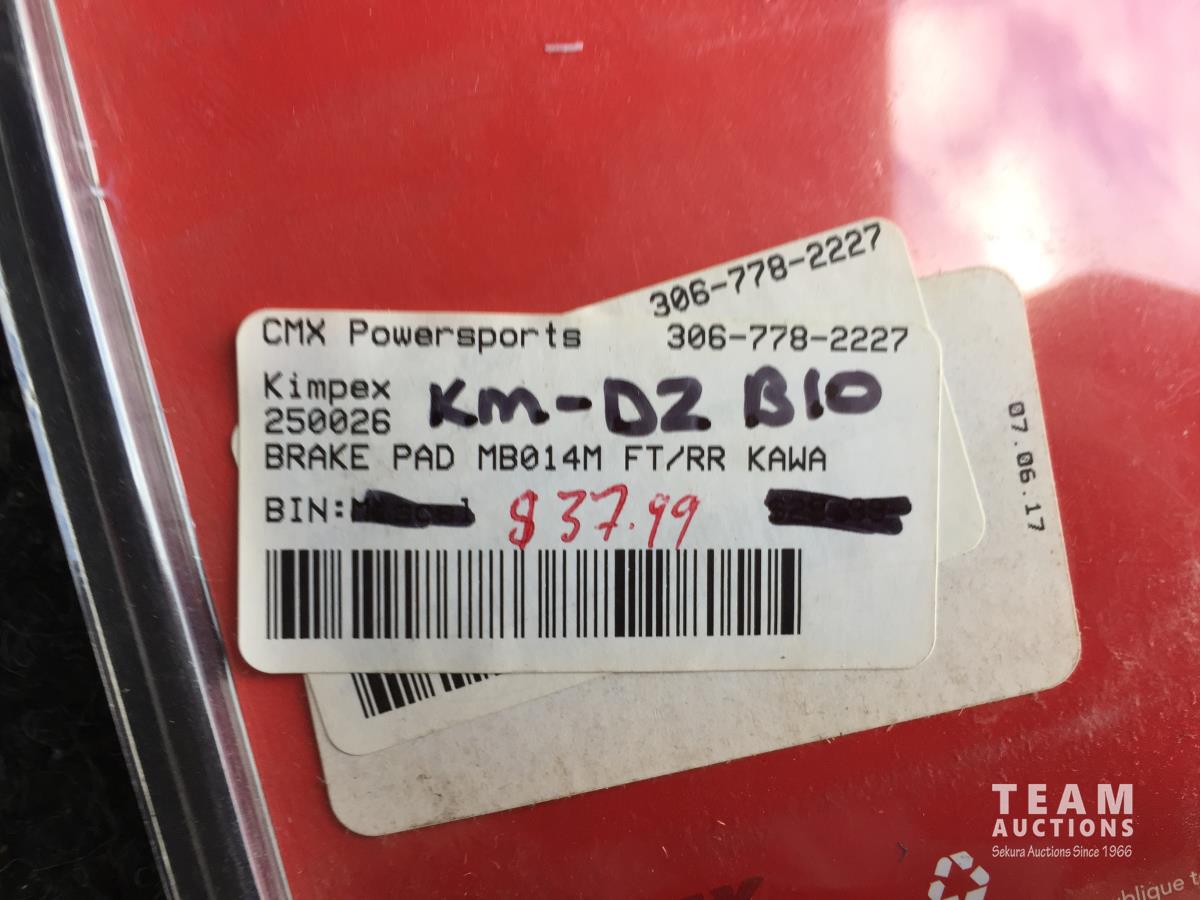 306-778-2227
CMX Powersports 306-778-2227
Kimpex
250026 KM-DZ B10
BRAKE PAD MB014M FT/RR KAWA
BIN: $37.99
07.06.17
TEAM
AUCTIONS
Sekura Auctions Since 1966